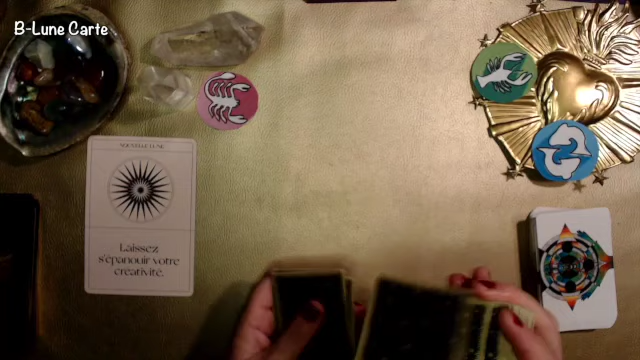 B-Lune Carte
NOUVELLE LUNE
Laissez
s'épanouir votre
créativité.